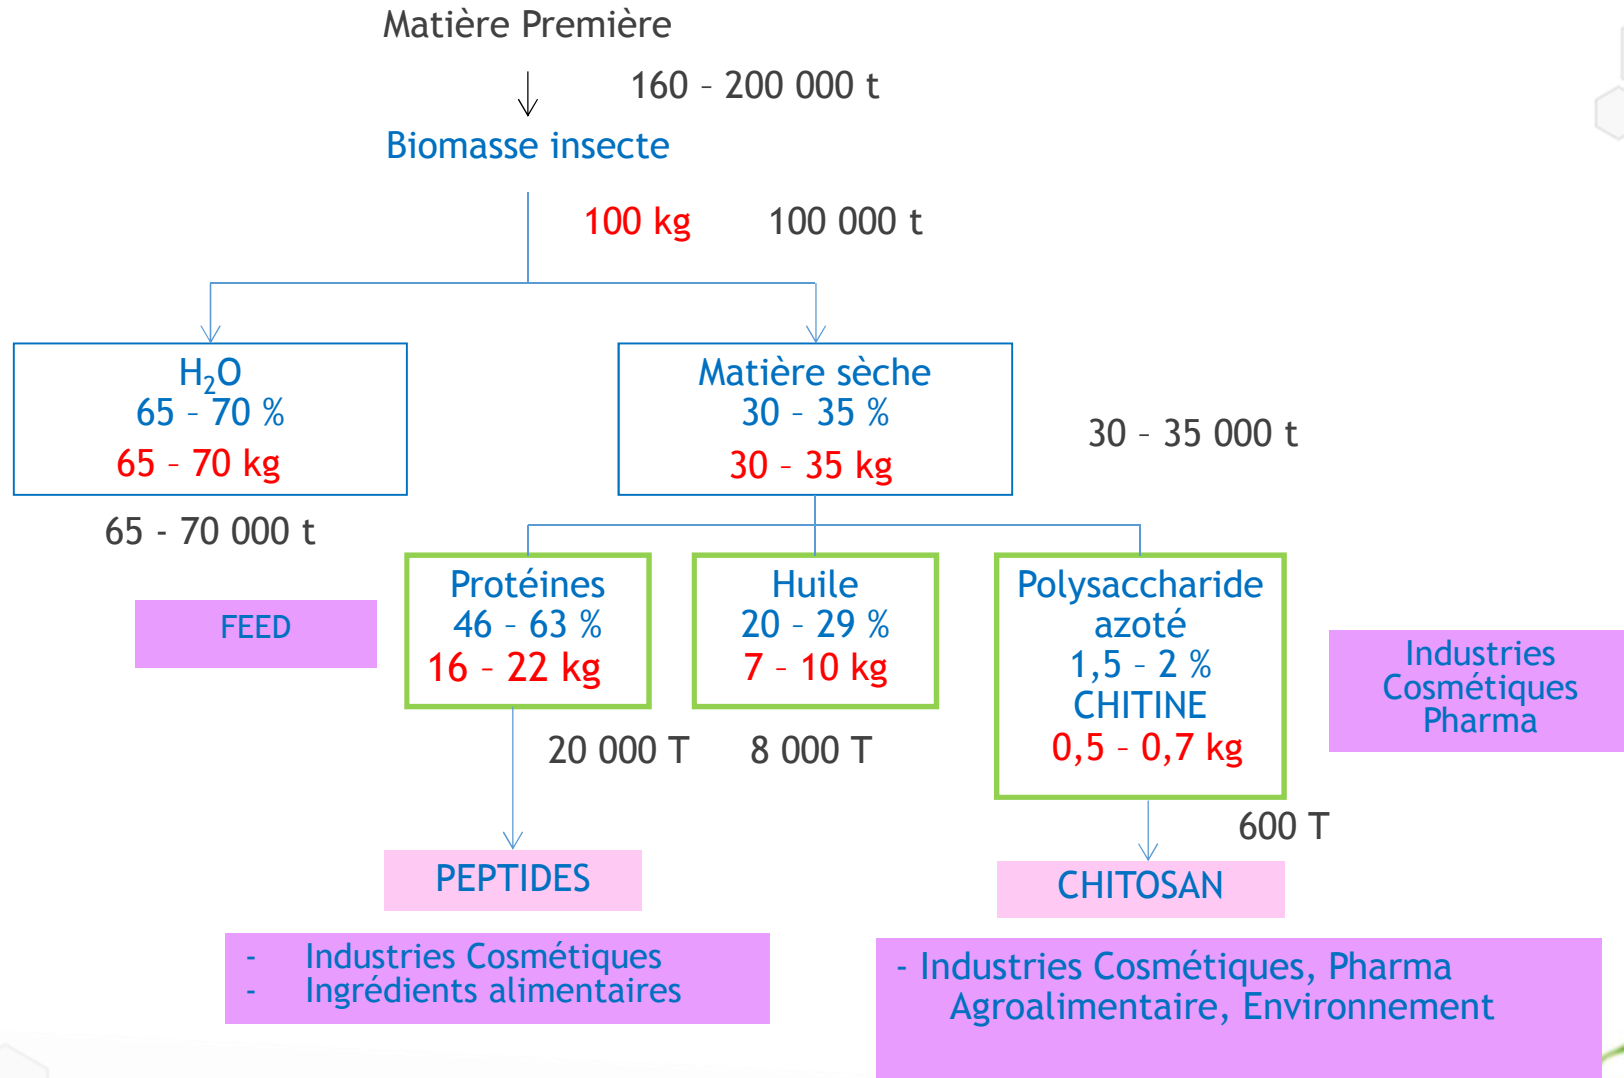 Matière Première
160 – 200 000 t
Biomasse insecte
100 kg
100 000 t
H₂O
65 – 70 %
65 – 70 kg
65 - 70 000 t
Matière sèche
30 – 35 %
30 – 35 kg
30 – 35 000 t
FEED
Protéines
46 – 63 %
16 – 22 kg
20 000 T
Huile
20 – 29 %
7 – 10 kg
8 000 T
Polysaccharide
azoté
1,5 – 2 %
CHITINE
0,5 – 0,7 kg
600 T
Industries
Cosmétiques
Pharma
PEPTIDES
- Industries Cosmétiques
- Ingrédients alimentaires
CHITOSAN
- Industries Cosmétiques, Pharma
Agroalimentaire, Environnement